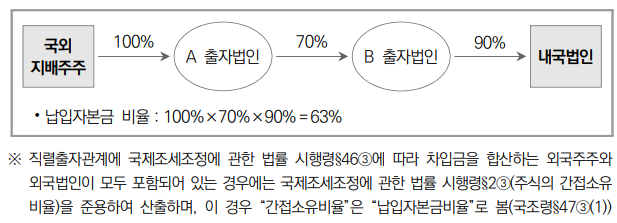 100% 70% 90%
국외 지배주주 A 출자법인 B 출자법인 내국법인
• 납입자본금 비율 : 100%×70%×90%=63%
※ 직렬출자관계에 국제조세조정에 관한 법률 시행령§46③에 따라 차입금을 합산하는 외국주주와
외국법인이 모두 포함되어 있는 경우에는 국제조세조정에 관한 법률 시행령§2③(주식의 간접소유
비율)을 준용하여 산출하며, 이 경우 “간접소유비율”은 “납입자본금비율”로 봄(국조령§47③(1))